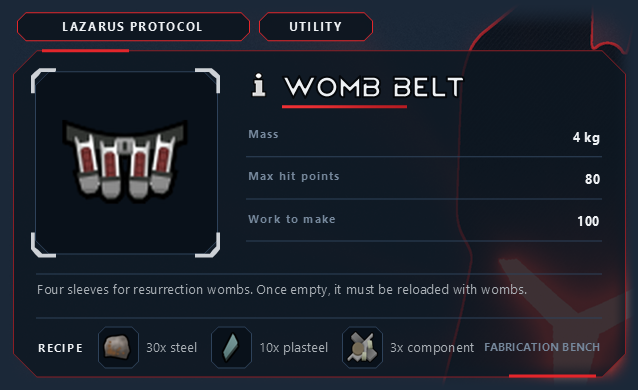 LAZARUS PROTOCOL
UTILITY
i WOMB BELT
Mass 4 kg
Max hit points 80
Work to make 100
Four sleeves for resurrection wombs. Once empty, it must be reloaded with wombs.
RECIPE 30x steel 10x plasteel 3x component FABRICATION BENCH